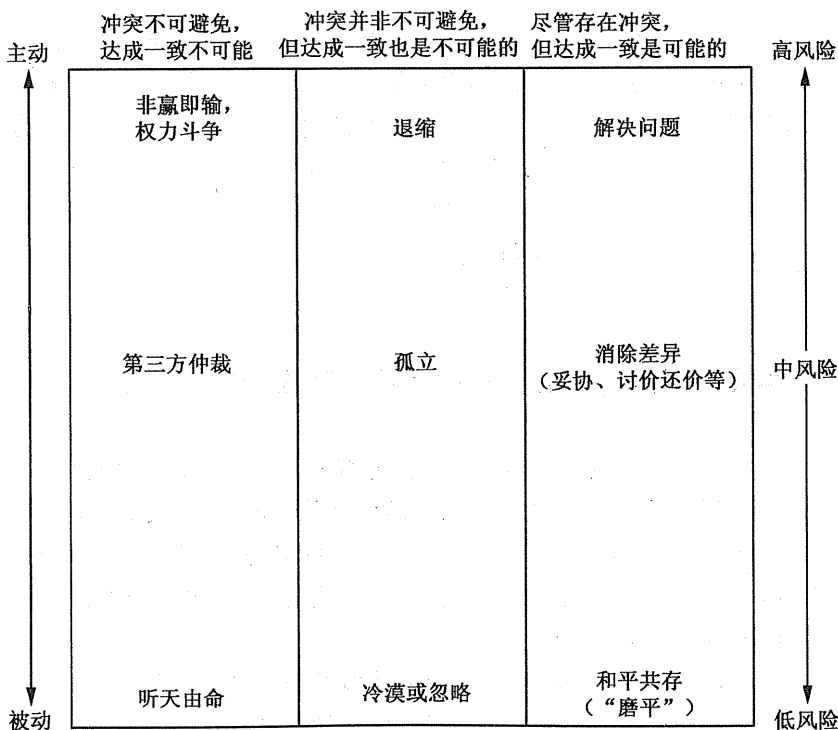 冲突不可避免，
达成一致不可能
冲突并非不可避免，
但达成一致也是不可能的
尽管存在冲突，
但达成一致是可能的
主动
高风险
非赢即输，
权力斗争
退缩
解决问题
第三方仲裁
孤立
消除差异
（妥协、讨价还价等）
中风险
听天由命
冷漠或忽略
和平共存
（“磨平”）
被动
低风险